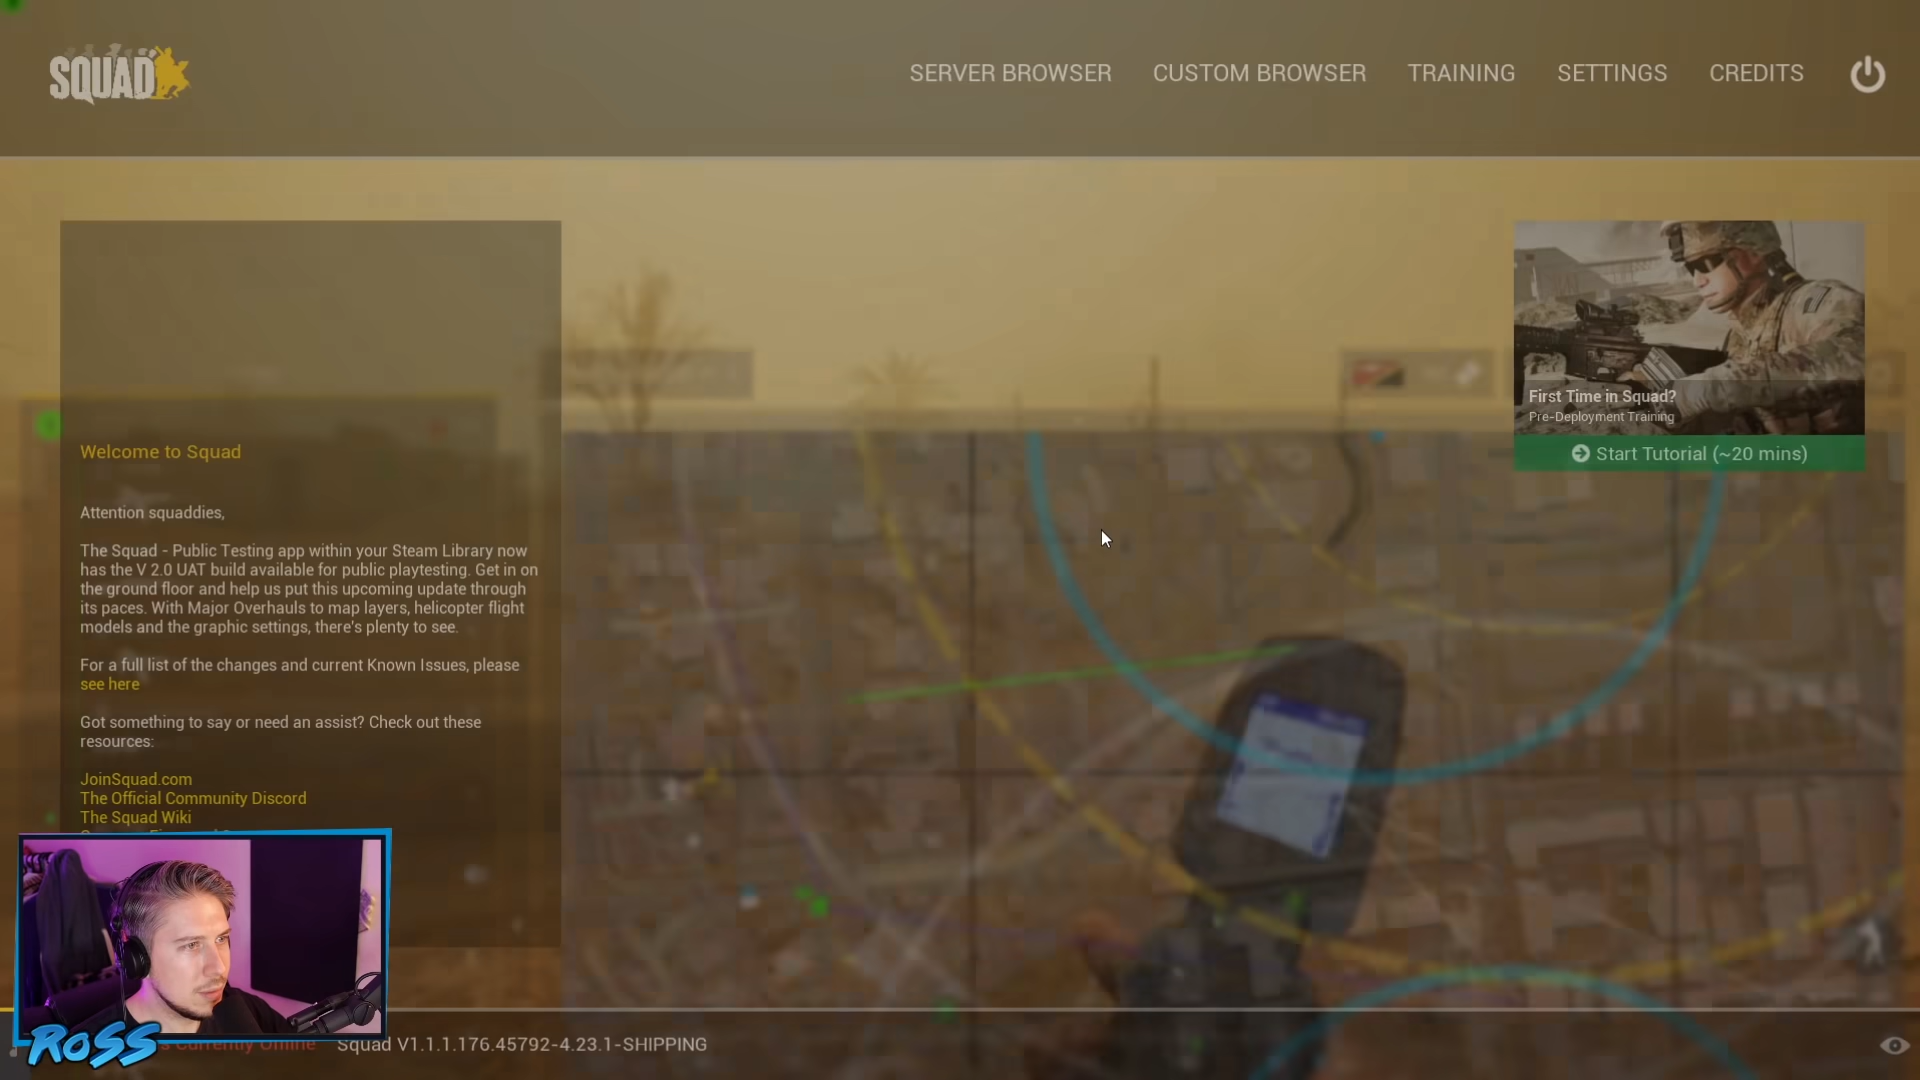 SQUAD
SERVER BROWSER
CUSTOM BROWSER
TRAINING
SETTINGS
CREDITS
First Time in Squad?
Pre-Deployment Training
Start Tutorial (~20 mins)
Welcome to Squad
Attention squaddies,
The Squad - Public Testing app within your Steam Library now
has the V 2.0 UAT build available for public playtesting. Get in on
the ground floor and help us put this upcoming update through
its paces. With Major Overhauls to map layers, helicopter flight
models and the graphic settings, there's plenty to see.
For a full list of the changes and current Known Issues, please
see here
Got something to say or need an assist? Check out these
resources:
JoinSquad.com
The Official Community Discord
The Squad Wiki
ROSS
Currently Online
Squad V1.1.1.176.45792-4.23.1-SHIPPING